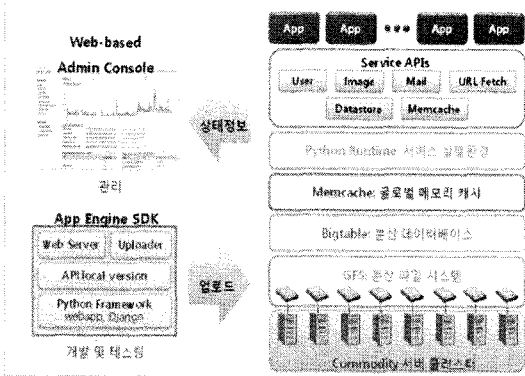 Web-based
Admin Console
관리
App Engine SDK
Web Server
Uploader
API local version
Python Framework
webapp, Django
개발 및 테스팅
상태정보
업로드
App
App
App
App
Service APIs
User
Image
Mail
URL Fetch
Datastore
Memcache
Python Runtime: 서비스 실행환경
Memcache: 글로벌 메모리 캐시
Bigtable: 분산 데이터베이스
GFS: 분산 파일 시스템
Commodity 서버 클러스터